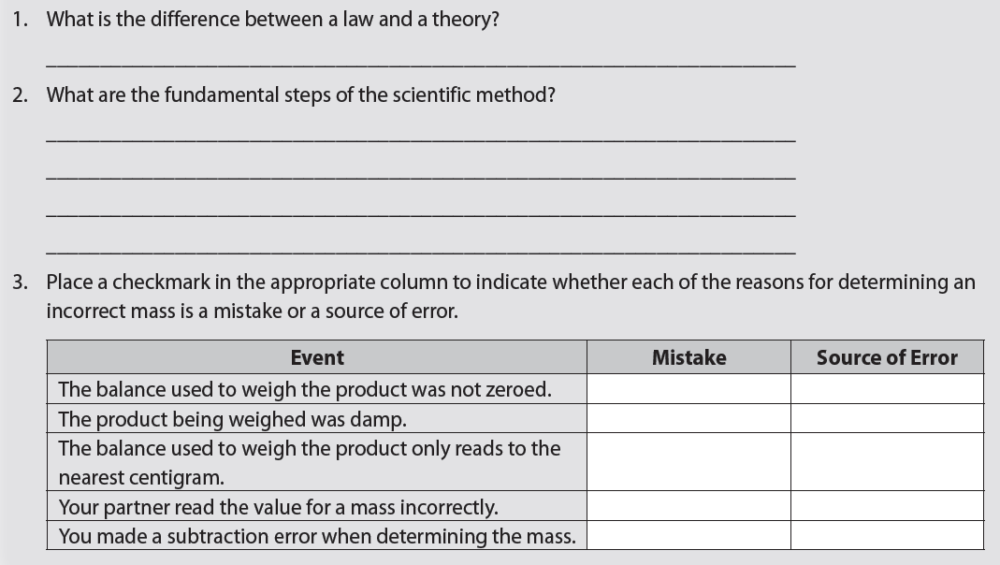 1. What is the difference between a law and a theory?
2. What are the fundamental steps of the scientific method?
3. Place a checkmark in the appropriate column to indicate whether each of the reasons for determining an
incorrect mass is a mistake or a source of error.
Event Mistake Source of Error
The balance used to weigh the product was not zeroed.
The product being weighed was damp.
The balance used to weigh the product only reads to the
nearest centigram.
Your partner read the value for a mass incorrectly.
You made a subtraction error when determining the mass.